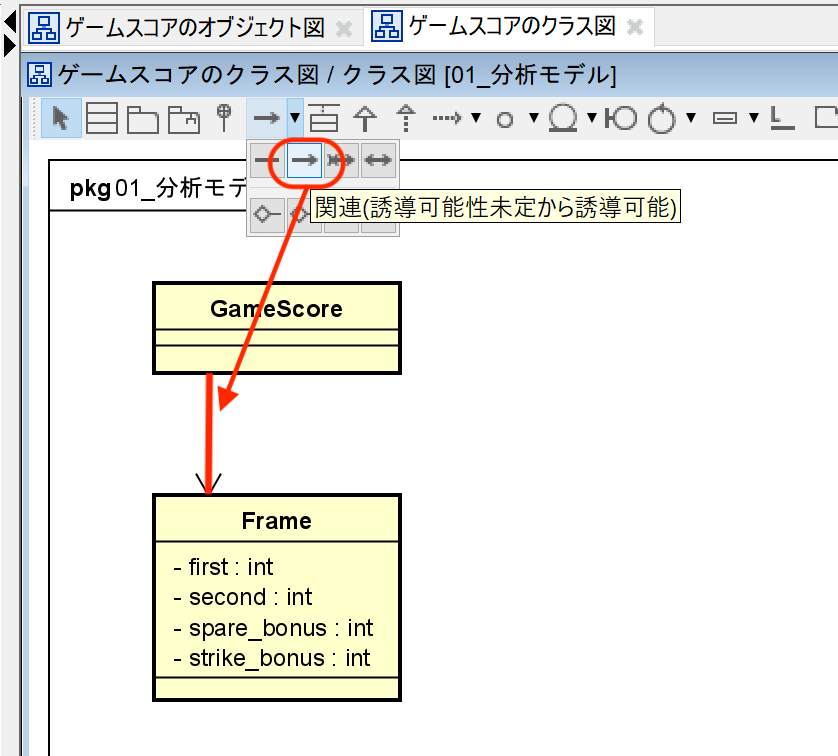 ゲームスコアのオブジェクト図
ゲームスコアのクラス図
ゲームスコアのクラス図 / クラス図 [01_分析モデル]
pkg 01_分析モデ
関連(誘導可能性未定から誘導可能)
GameScore
Frame
- first : int
- second : int
- spare_bonus : int
- strike_bonus : int